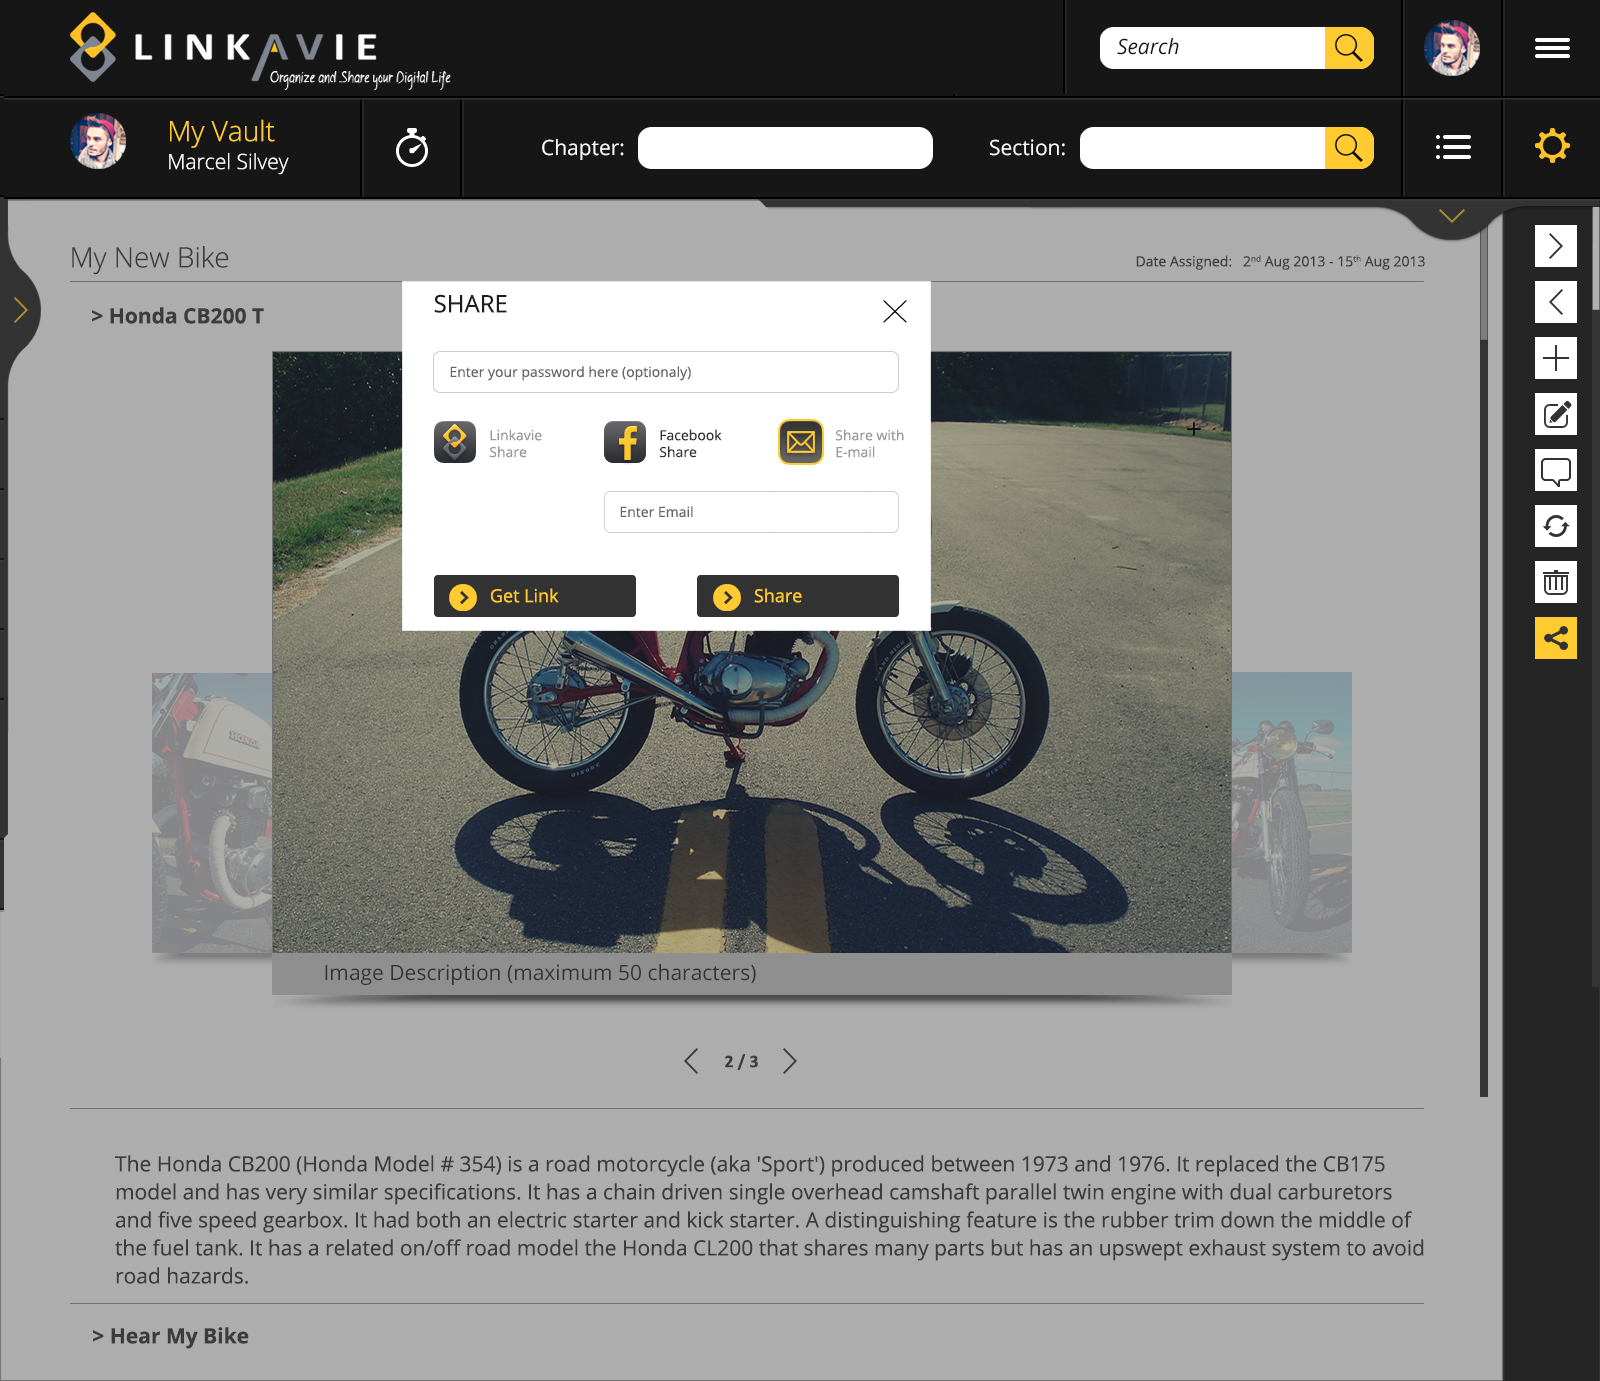 LINKAVIE
Organize and Share your Digital Life
Search
My Vault
Marcel Silvey
Chapter:
Section:
My New Bike
Date Assigned: 2nd Aug 2013 - 15th Aug 2013
> Honda CB200 T
SHARE
Enter your password here (optionaly)
Linkavie
Share
Facebook
Share
Share with
E-mail
Enter Email
Get Link
Share
HONDA
Image Description (maximum 50 characters)
2 / 3
The Honda CB200 (Honda Model # 354) is a road motorcycle (aka 'Sport') produced between 1973 and 1976. It replaced the CB175
model and has very similar specifications. It has a chain driven single overhead camshaft parallel twin engine with dual carburetors
and five speed gearbox. It had both an electric starter and kick starter. A distinguishing feature is the rubber trim down the middle of
the fuel tank. It has a related on/off road model the Honda CL200 that shares many parts but has an upswept exhaust system to avoid
road hazards.
> Hear My Bike